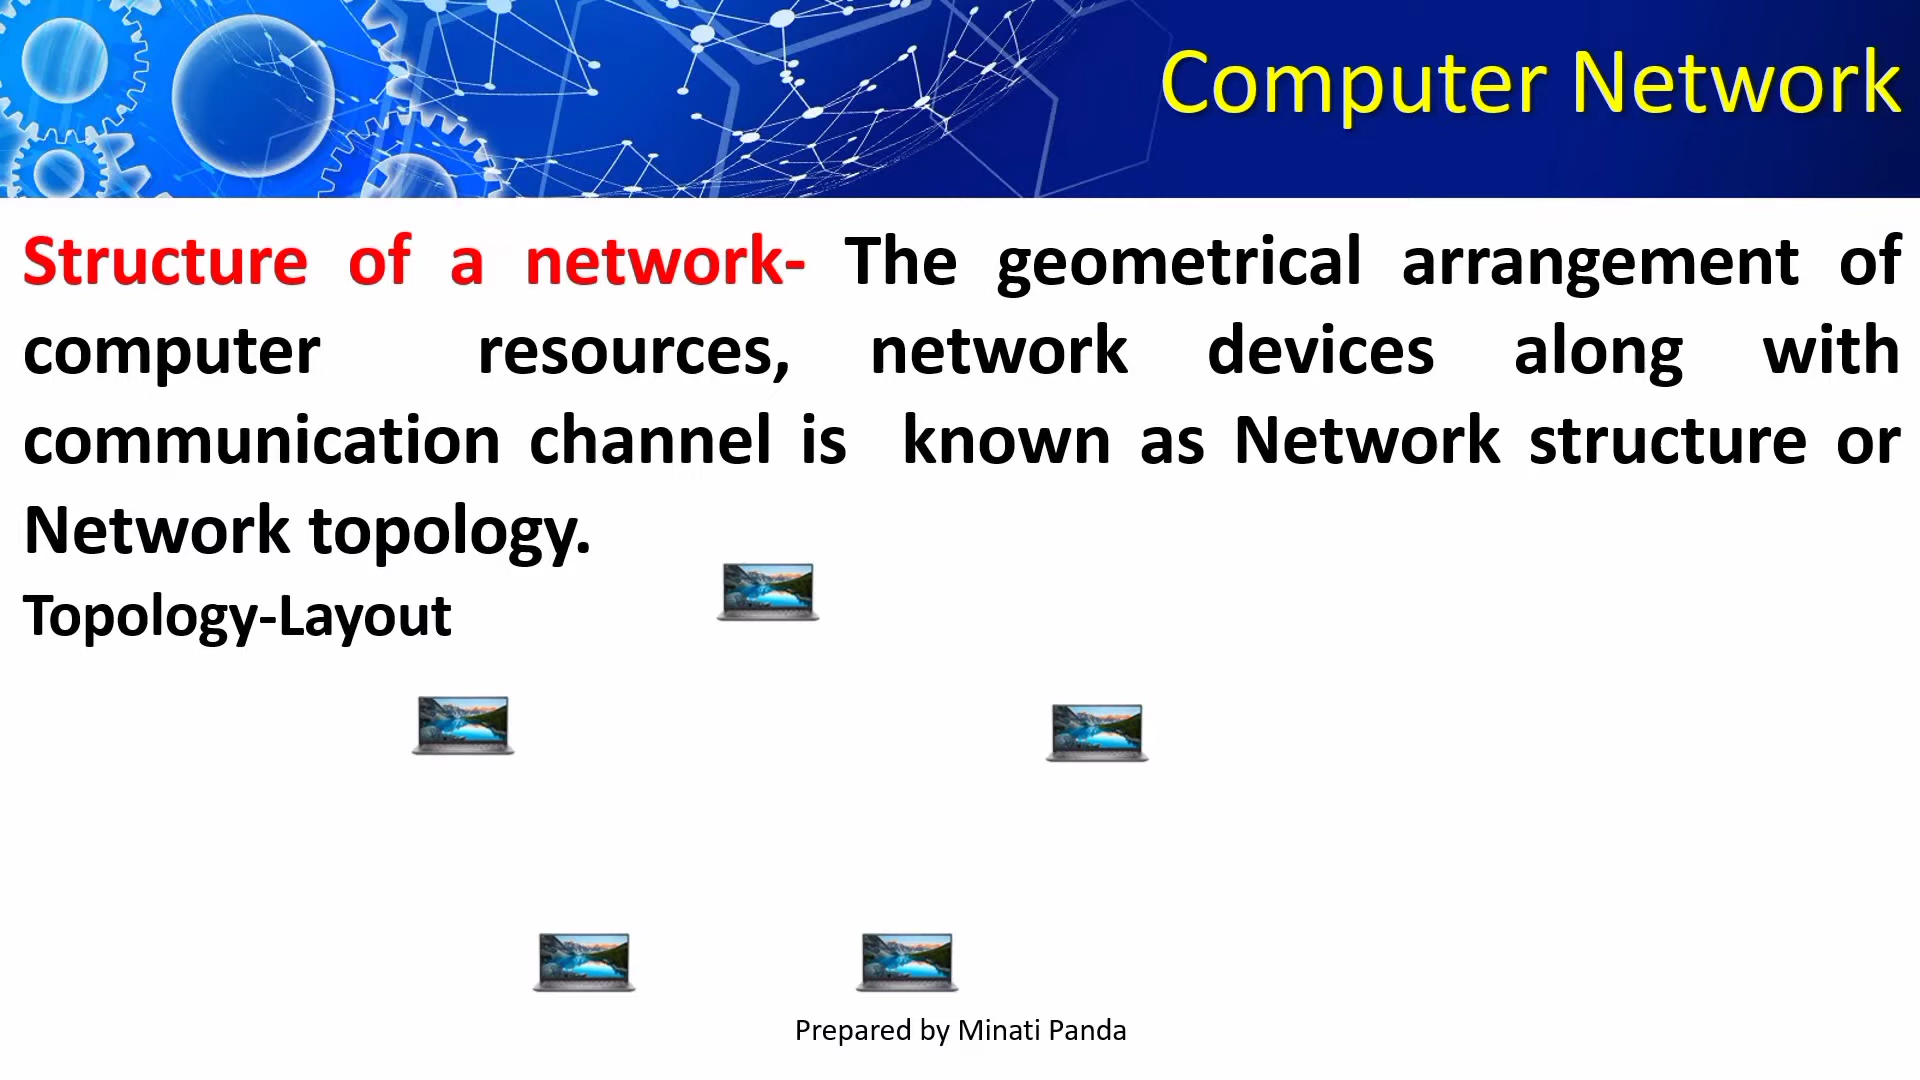 Computer Network
Structure of a network- The geometrical arrangement of
computer resources, network devices along with
communication channel is known as Network structure or
Network topology.
Topology-Layout
Prepared by Minati Panda